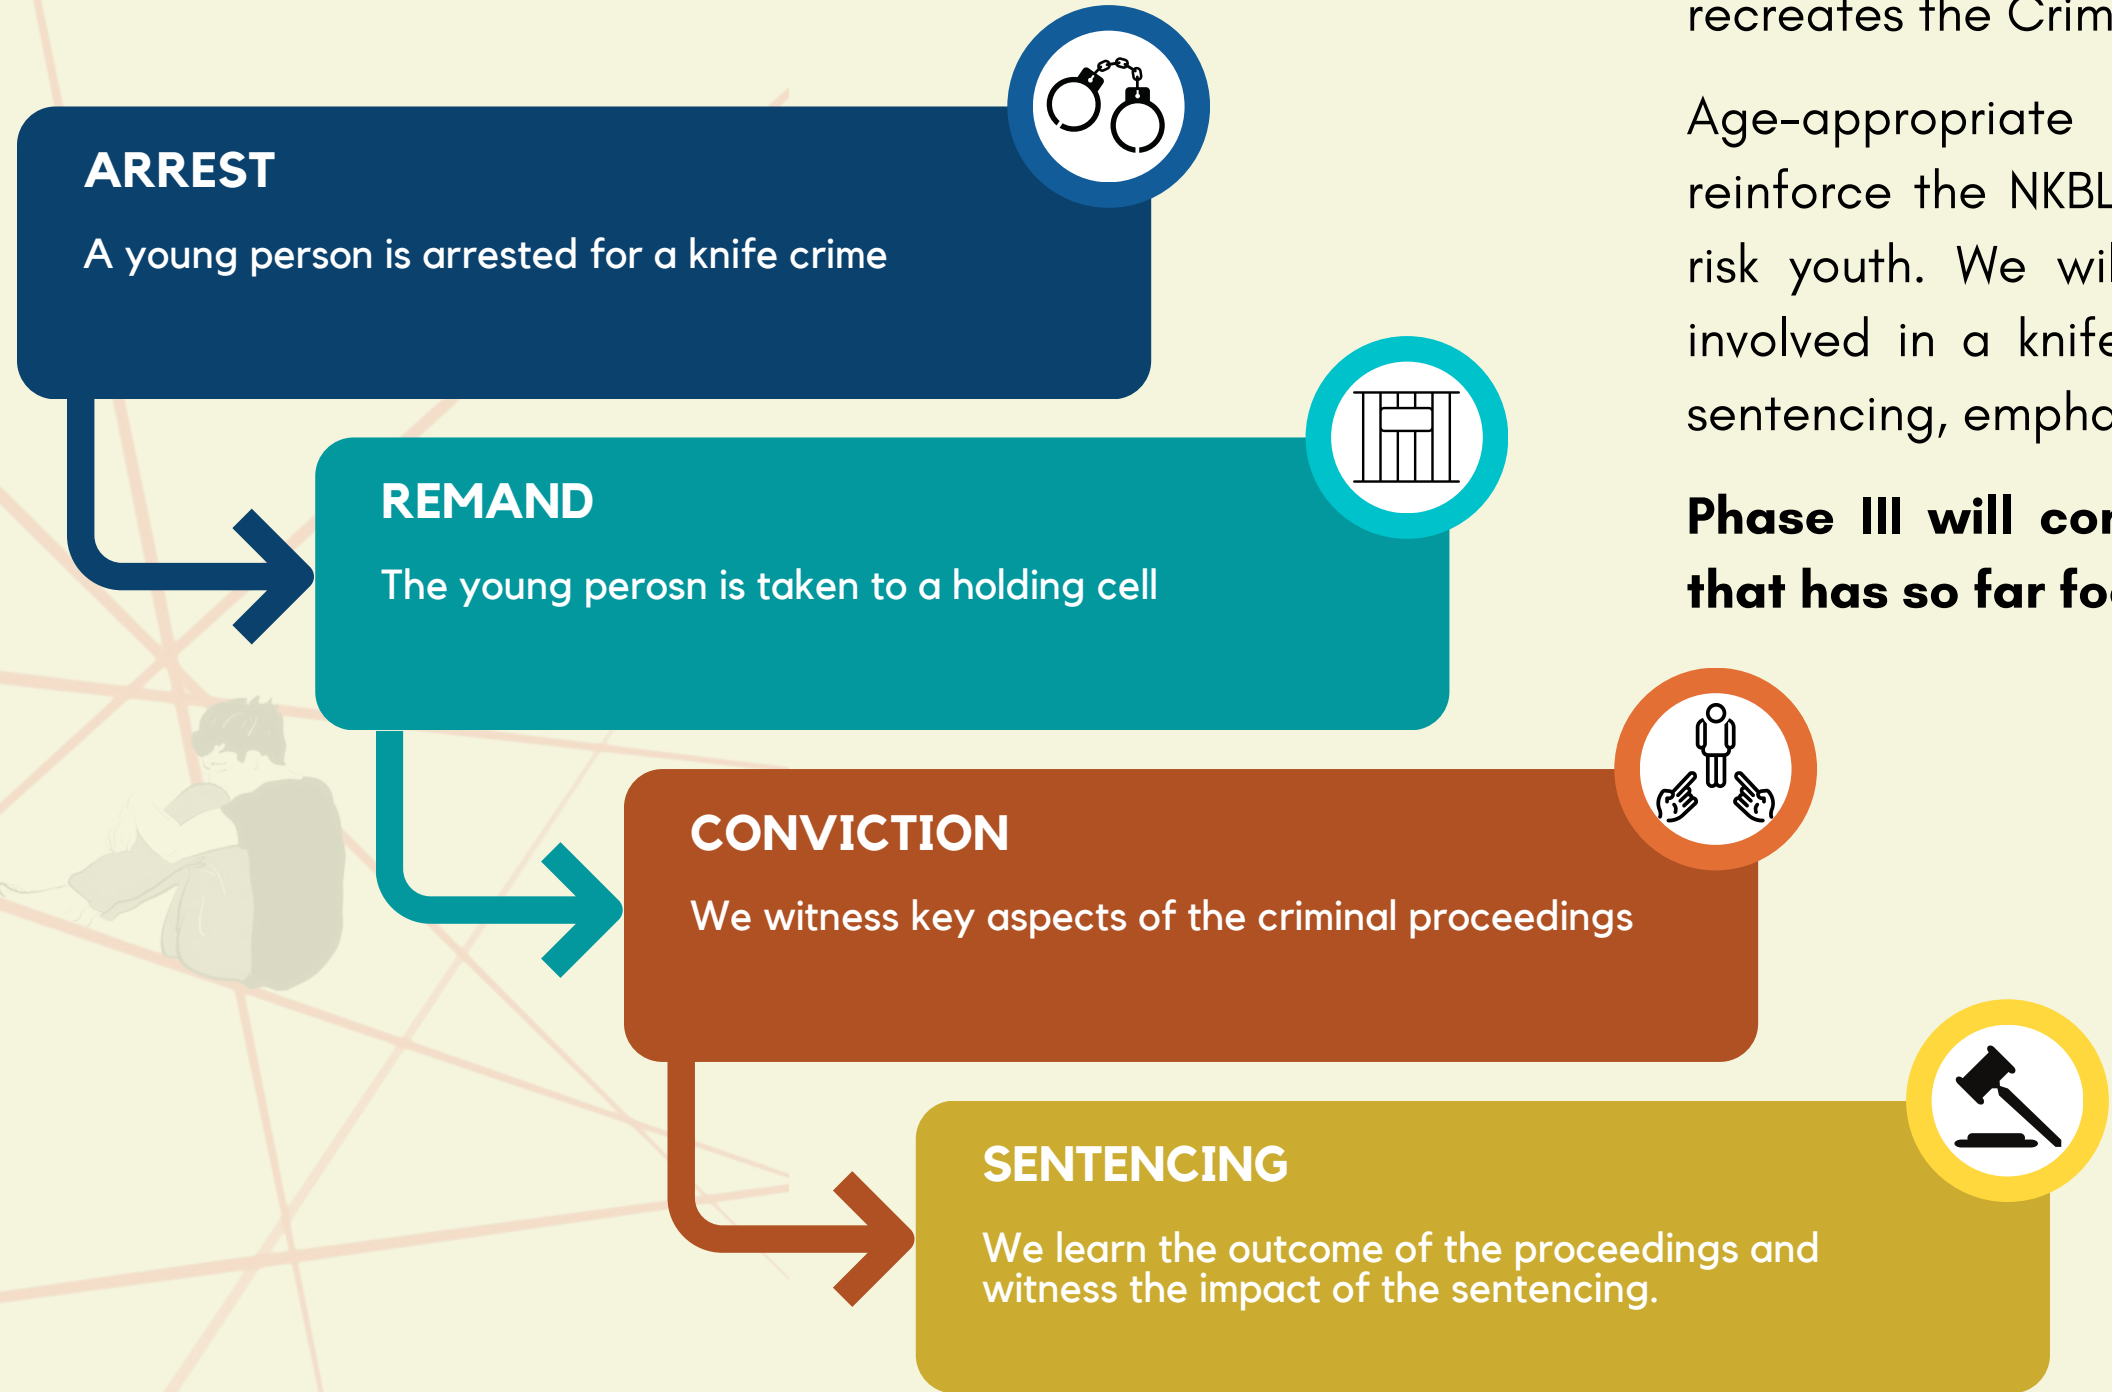 ARREST
A young person is arrested for a knife crime
REMAND
The young perosn is taken to a holding cell
CONVICTION
We witness key aspects of the criminal proceedings
SENTENCING
We learn the outcome of the proceedings and
witness the impact of the sentencing.
recreates the
Age-appropriate
reinforce the
risk youth. We
involved in a
sentencing,
Phase III will
that has so far